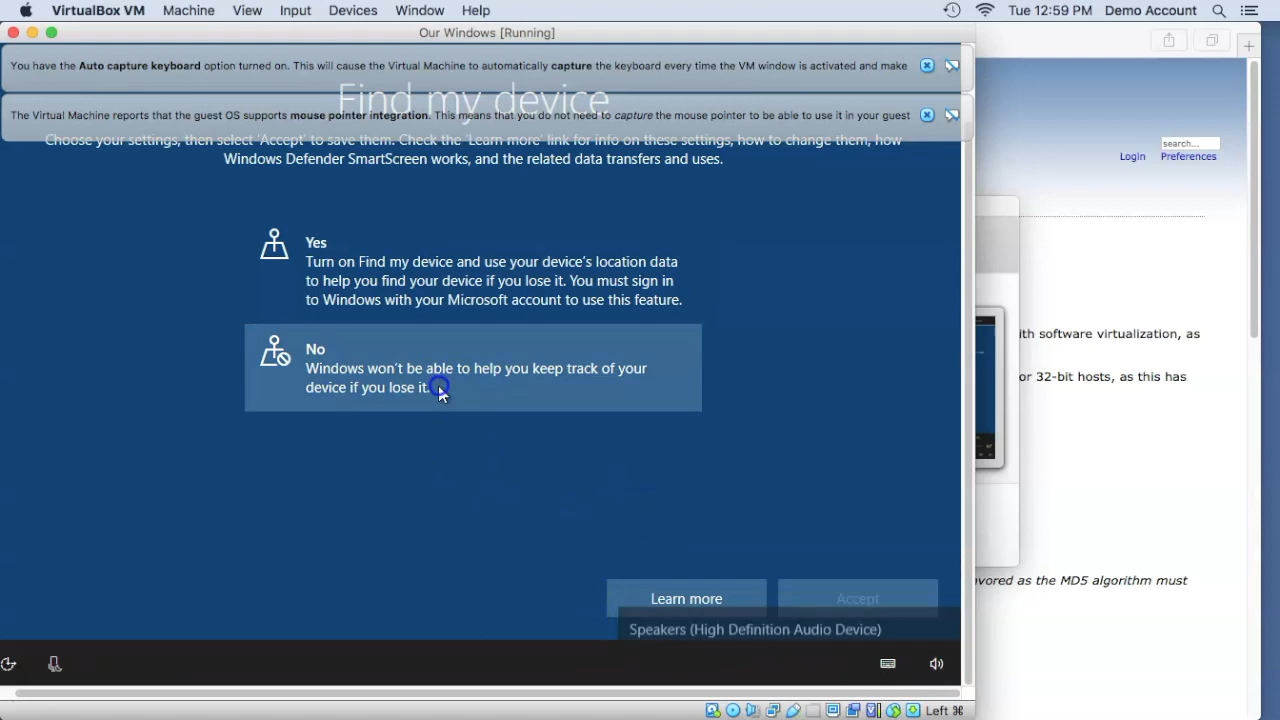 VirtualBox VM Machine View Input Devices Window Help Tue 12:59 PM Demo Account
Our Windows [Running]
You have the Auto capture keyboard option turned on. This will cause the Virtual Machine to automatically capture the keyboard every time the VM window is activated and make
Find my device
The Virtual Machine reports that the guest OS supports mouse pointer integration. This means that you do not need to capture the mouse pointer to be able to use it in your guest
Choose your settings, then select 'Accept' to save them. Check the 'Learn more' link for info on these settings, how to change them, how
Windows Defender SmartScreen works, and the related data transfers and uses.
search...
Login Preferences
Yes
Turn on Find my device and use your device's location data
to help you find your device if you lose it. You must sign in
to Windows with your Microsoft account to use this feature.
No
Windows won't be able to help you keep track of your
device if you lose it.
ith software virtualization, as
or 32-bit hosts, as this has
vored as the MD5 algorithm must
Learn more Accept
Speakers (High Definition Audio Device)
Left ⌘